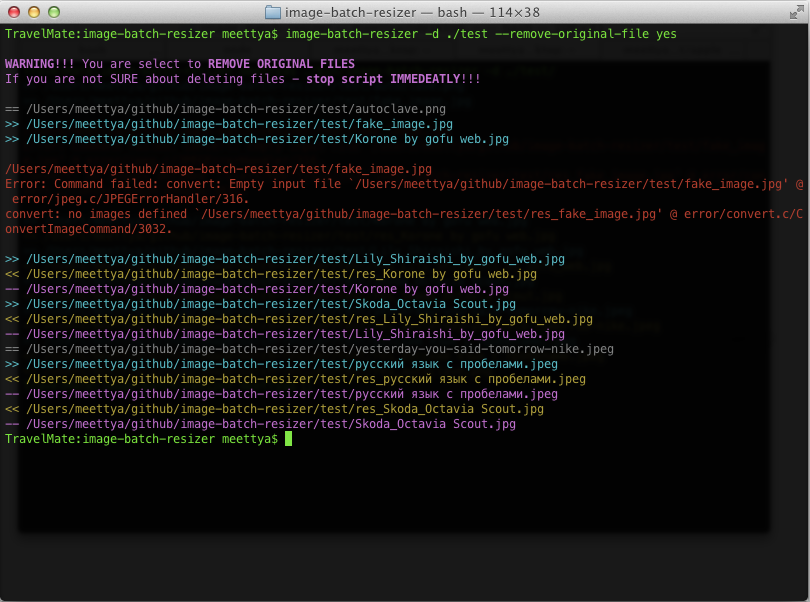 image-batch-resizer — bash — 114×38
TravelMate:image-batch-resizer meettya$ image-batch-resizer -d ./test --remove-original-file yes
WARNING!!! You are select to REMOVE ORIGINAL FILES
If you are not SURE about deleting files - stop script IMMEDEATLY!!!
== /Users/meettya/github/image-batch-resizer/test/autoclave.png
>> /Users/meettya/github/image-batch-resizer/test/fake_image.jpg
>> /Users/meettya/github/image-batch-resizer/test/Korone by gofu web.jpg
/Users/meettya/github/image-batch-resizer/test/fake_image.jpg
Error: Command failed: convert: Empty input file `/Users/meettya/github/image-batch-resizer/test/fake_image.jpg' @
error/jpeg.c/JPEGErrorHandler/316.
convert: no images defined `/Users/meettya/github/image-batch-resizer/test/res_fake_image.jpg' @ error/convert.c/C
onvertImageCommand/3032.
>> /Users/meettya/github/image-batch-resizer/test/Lily_Shiraishi_by_gofu_web.jpg
<< /Users/meettya/github/image-batch-resizer/test/res_Korone by gofu web.jpg
-- /Users/meettya/github/image-batch-resizer/test/Korone by gofu web.jpg
>> /Users/meettya/github/image-batch-resizer/test/Skoda_Octavia Scout.jpg
<< /Users/meettya/github/image-batch-resizer/test/res_Lily_Shiraishi_by_gofu_web.jpg
-- /Users/meettya/github/image-batch-resizer/test/Lily_Shiraishi_by_gofu_web.jpg
== /Users/meettya/github/image-batch-resizer/test/yesterday-you-said-tomorrow-nike.jpeg
>> /Users/meettya/github/image-batch-resizer/test/русский язык с пробелами.jpeg
<< /Users/meettya/github/image-batch-resizer/test/res_русский язык с пробелами.jpeg
-- /Users/meettya/github/image-batch-resizer/test/русский язык с пробелами.jpeg
<< /Users/meettya/github/image-batch-resizer/test/res_Skoda_Octavia Scout.jpg
-- /Users/meettya/github/image-batch-resizer/test/Skoda_Octavia Scout.jpg
TravelMate:image-batch-resizer meettya$